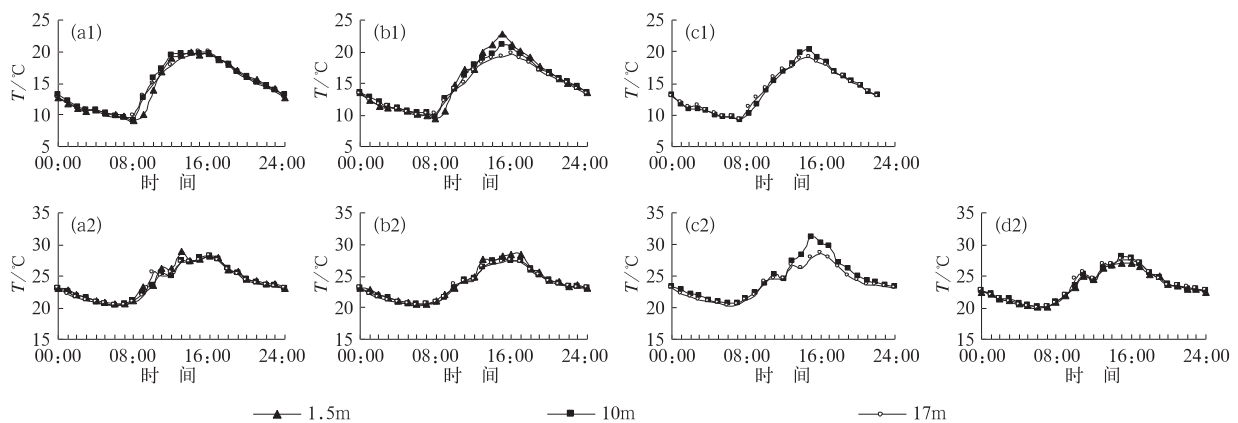 25 (a1) 25 (b1) 25 (c1)
20 20 20
15 15 15
10 10 10
5 5 5
T/℃ T/℃ T/℃
00:00 08:00 16:00 24:00 00:00 08:00 16:00 24:00 00:00 08:00 16:00 24:00
时 间 时 间 时 间
35 (a2) 35 (b2) 35 (c2) 35 (d2)
30 30 30 30
25 25 25 25
20 20 20 20
15 15 15 15
T/℃ T/℃ T/℃ T/℃
00:00 08:00 16:00 24:00 00:00 08:00 16:00 24:00 00:00 08:00 16:00 24:00 00:00 08:00 16:00 24:00
时 间 时 间 时 间 时 间
1.5m 10m 17m